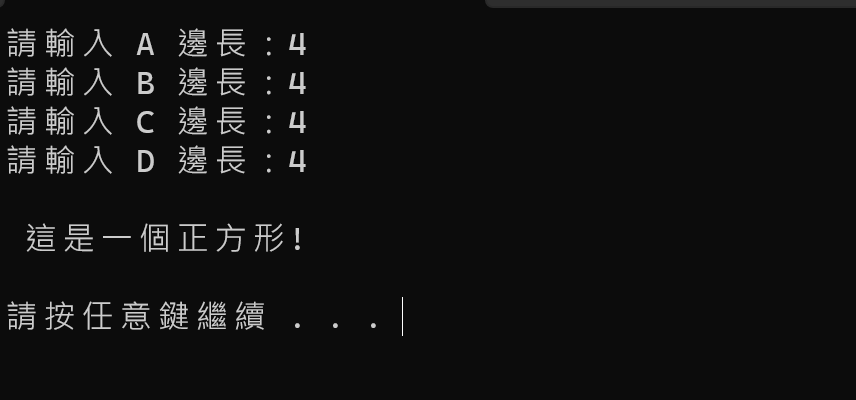 請輸入 A 邊長:4
請輸入 B 邊長:4
請輸入 C 邊長:4
請輸入 D 邊長:4
這是一個正方形!
請按任意鍵繼續 . . .